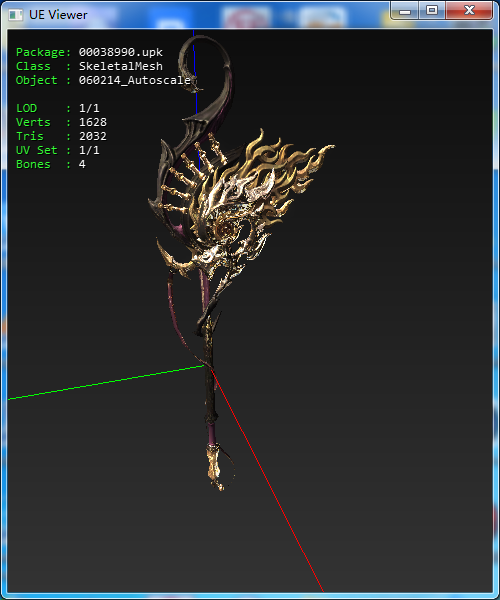 UE Viewer
Package: 00038990.upk
Class : SkeletalMesh
Object : 060214_Autoscale
LOD : 1/1
Verts : 1628
Tris : 2032
UV Set : 1/1
Bones : 4